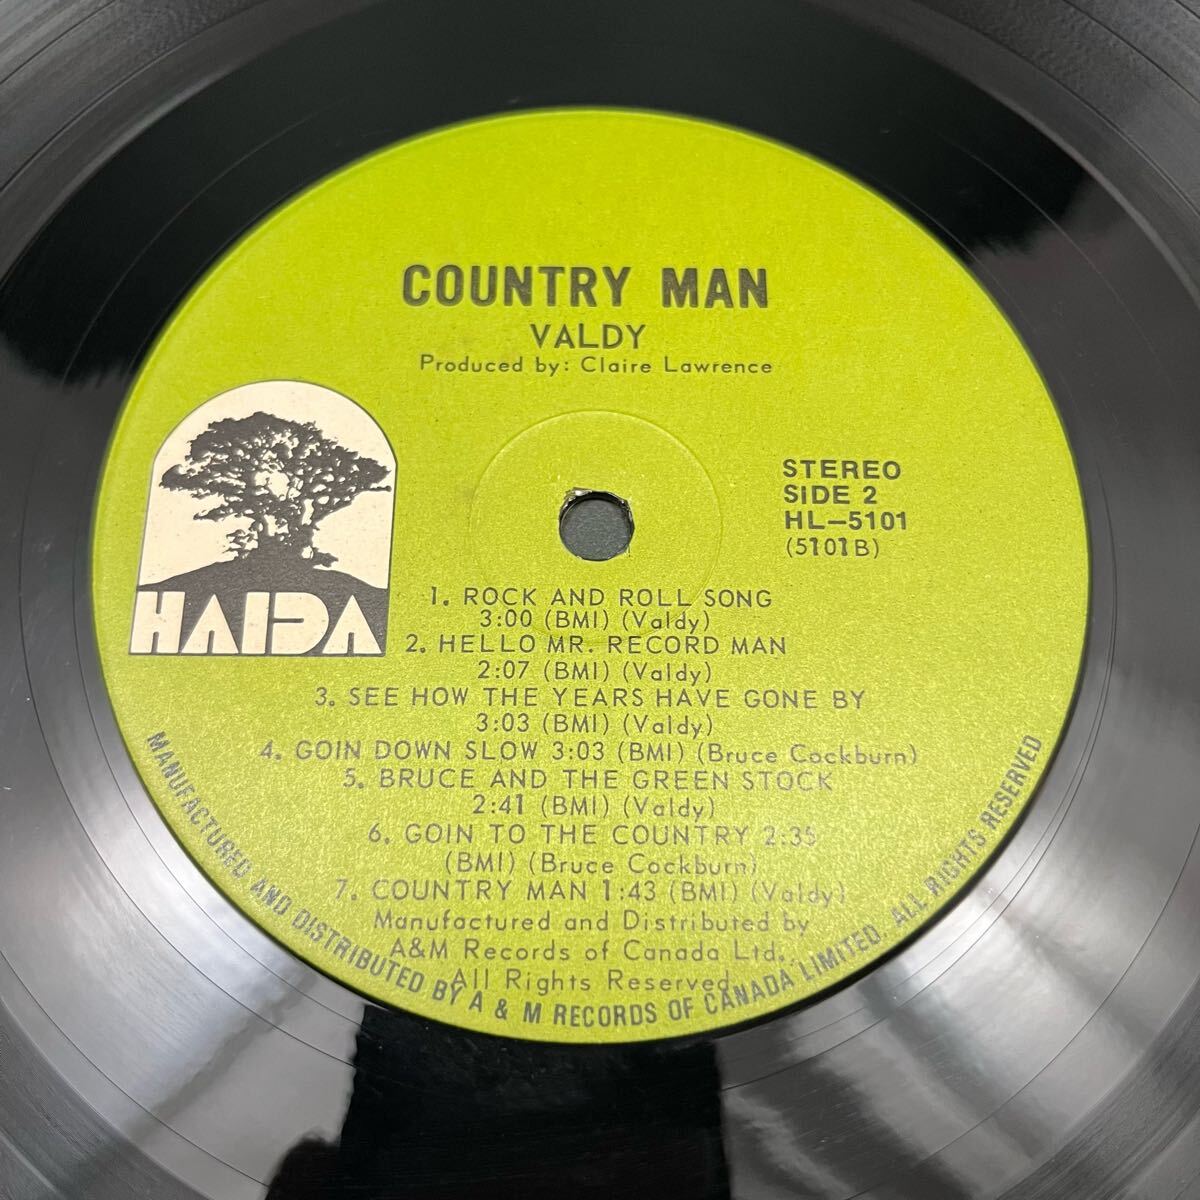 COUNTRY MAN
VALDY
Produced by: Claire Lawrence
HAIDA
STEREO
SIDE 2
HL-5101
(5101B)
1. ROCK AND ROLL SONG
3:00 (BMI) (Valdy)
2. HELLO MR. RECORD MAN
2:07 (BMI) (Valdy)
3. SEE HOW THE YEARS HAVE GONE BY
3:03 (BMI) (Valdy)
4. GOIN DOWN SLOW 3:03 (BMI) (Bruce Cockburn)
5. BRUCE AND THE GREEN STOCK
2:41 (BMI) (Valdy)
6. GOIN TO THE COUNTRY 2:35
(BMI) (Bruce Cockburn)
7. COUNTRY MAN 1:43 (BMI) (Valdy)
Manufactured and Distributed by
A&M Records of Canada Ltd.,
All Rights Reserved.
MANUFACTURED AND DISTRIBUTED BY A & M RECORDS OF CANADA LIMITED. ALL RIGHTS RESERVED